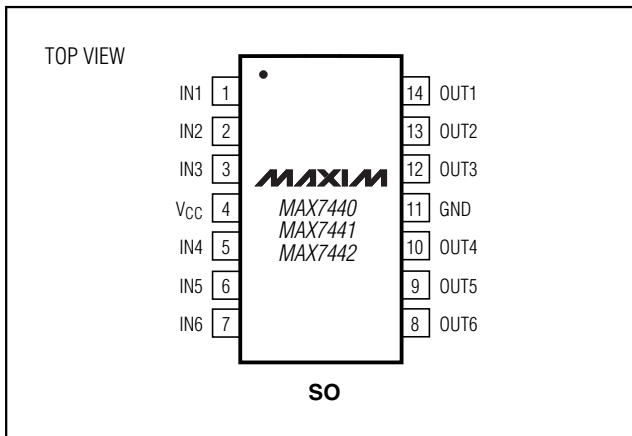 TOP VIEW
IN1 1 14 OUT1
IN2 2 13 OUT2
IN3 3 12 OUT3
MAXIM
VCC 4 MAX7440 11 GND
MAX7441
MAX7442
IN4 5 10 OUT4
IN5 6 9 OUT5
IN6 7 8 OUT6
SO